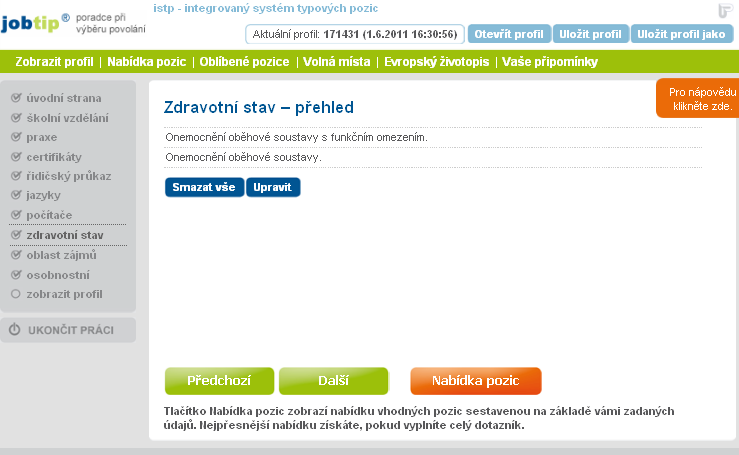 jobtip® poradce při
výběru povolání
istp - integrovaný systém typových pozic
Aktuální profil: 171431 (1.6.2011 16:30:56)
Otevřít profil
Uložit profil
Uložit profil jako
Zobrazit profil | Nabídka pozic | Oblíbené pozice | Volná místa | Evropský životopis | Vaše připomínky
úvodní strana
školní vzdělání
praxe
certifikáty
řidičský průkaz
jazyky
počítače
zdravotní stav
oblast zájmů
osobnostní
zobrazit profil
UKONČIT PRÁCI
Pro nápovědu
klikněte zde.
Zdravotní stav – přehled
Onemocnění oběhové soustavy s funkčním omezením.
Onemocnění oběhové soustavy.
Smazat vše
Upravit
Předchozí
Další
Nabídka pozic
Tlačítko Nabídka pozic zobrazí nabídku vhodných pozic sestavenou na základě vámi zadaných
údajů. Nejpřesnější nabídku získáte, pokud vyplníte celý dotazník.